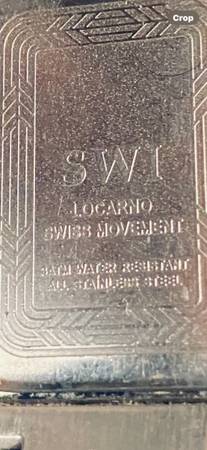 Crop
SWI
LOCARNO
SWISS MOVEMENT
3ATM WATER RESISTANT
ALL STAINLESS STEEL